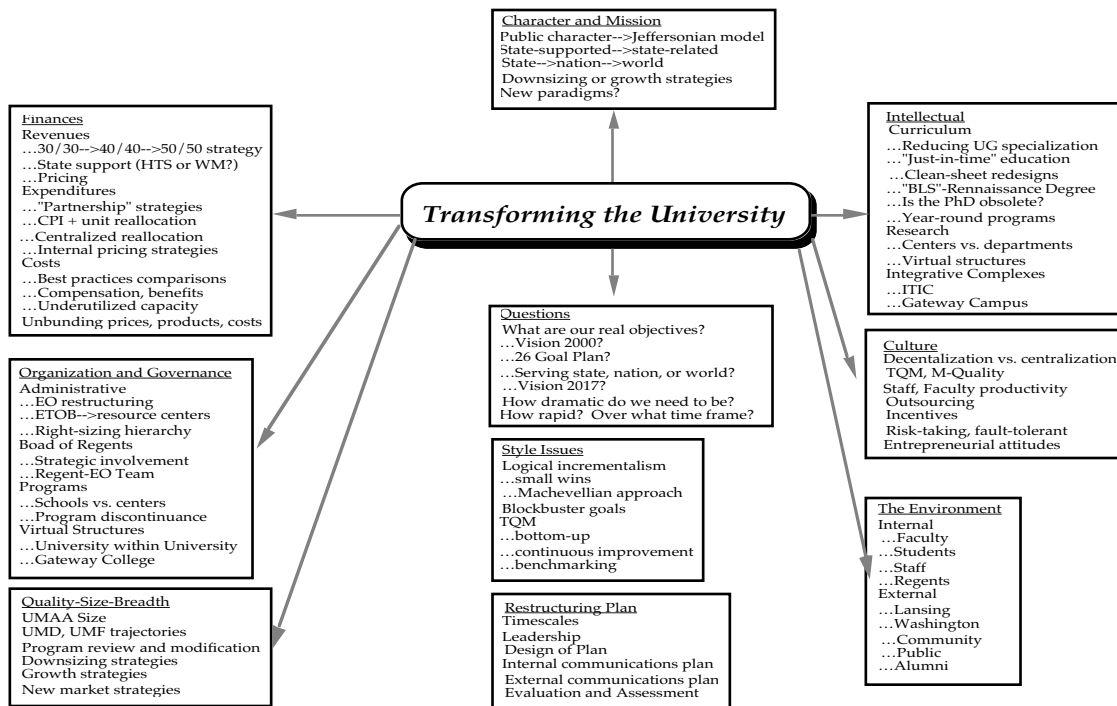 Character and Mission
Public character-->Jeffersonian model
State-supported-->state-related
State-->nation-->world
Downsizing or growth strategies
New paradigms?
Finances
Revenues
…30/30-->40/40-->50/50 strategy
…State support (HTS or WM?)
…Pricing
Expenditures
…"Partnership" strategies
…CPI + unit reallocation
…Centralized reallocation
…Internal pricing strategies
Costs
…Best practices comparisons
…Compensation, benefits
…Underutilized capacity
Unbunding prices, products, costs
Transforming the University
Intellectual
Curriculum
…Reducing UG specialization
…"Just-in-time" education
…Clean-sheet redesigns
…"BLS"-Rennaissance Degree
…Is the PhD obsolete?
…Year-round programs
Research
…Centers vs. departments
…Virtual structures
Integrative Complexes
…ITIC
…Gateway Campus
Questions
What are our real objectives?
…Vision 2000?
…26 Goal Plan?
…Serving state, nation, or world?
…Vision 2017?
How dramatic do we need to be?
How rapid? Over what time frame?
Culture
Decentalization vs. centralization
TQM, M-Quality
Staff, Faculty productivity
Outsourcing
Incentives
Risk-taking, fault-tolerant
Entrepreneurial attitudes
Organization and Governance
Administrative
…EO restructuring
…ETOB-->resource centers
…Right-sizing hierarchy
Boad of Regents
…Strategic involvement
…Regent-EO Team
Programs
…Schools vs. centers
…Program discontinuance
Virtual Structures
…University within University
…Gateway College
Style Issues
Logical incrementalism
…small wins
…Machevellian approach
Blockbuster goals
TQM
…bottom-up
…continuous improvement
…benchmarking
The Environment
Internal
…Faculty
…Students
…Staff
…Regents
External
…Lansing
…Washington
…Community
…Public
…Alumni
Quality-Size-Breadth
UMAA Size
UMD, UMF trajectories
Program review and modification
Downsizing strategies
Growth strategies
New market strategies
Restructuring Plan
Timescales
Leadership
Design of Plan
Internal communications plan
External communications plan
Evaluation and Assessment